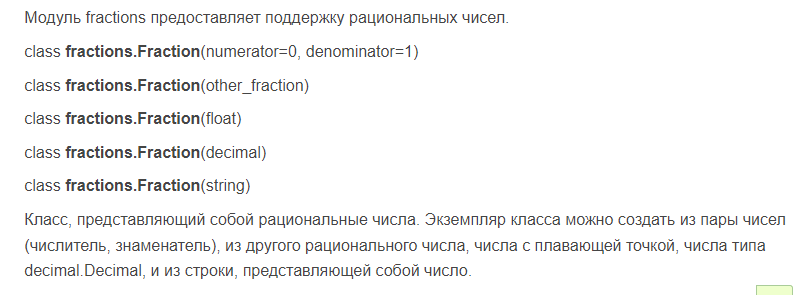 Модуль fractions предоставляет поддержку рациональных чисел.
class fractions.Fraction(numerator=0, denominator=1)
class fractions.Fraction(other_fraction)
class fractions.Fraction(float)
class fractions.Fraction(decimal)
class fractions.Fraction(string)
Класс, представляющий собой рациональные числа. Экземпляр класса можно создать из пары чисел
(числитель, знаменатель), из другого рационального числа, числа с плавающей точкой, числа типа
decimal.Decimal, и из строки, представляющей собой число.